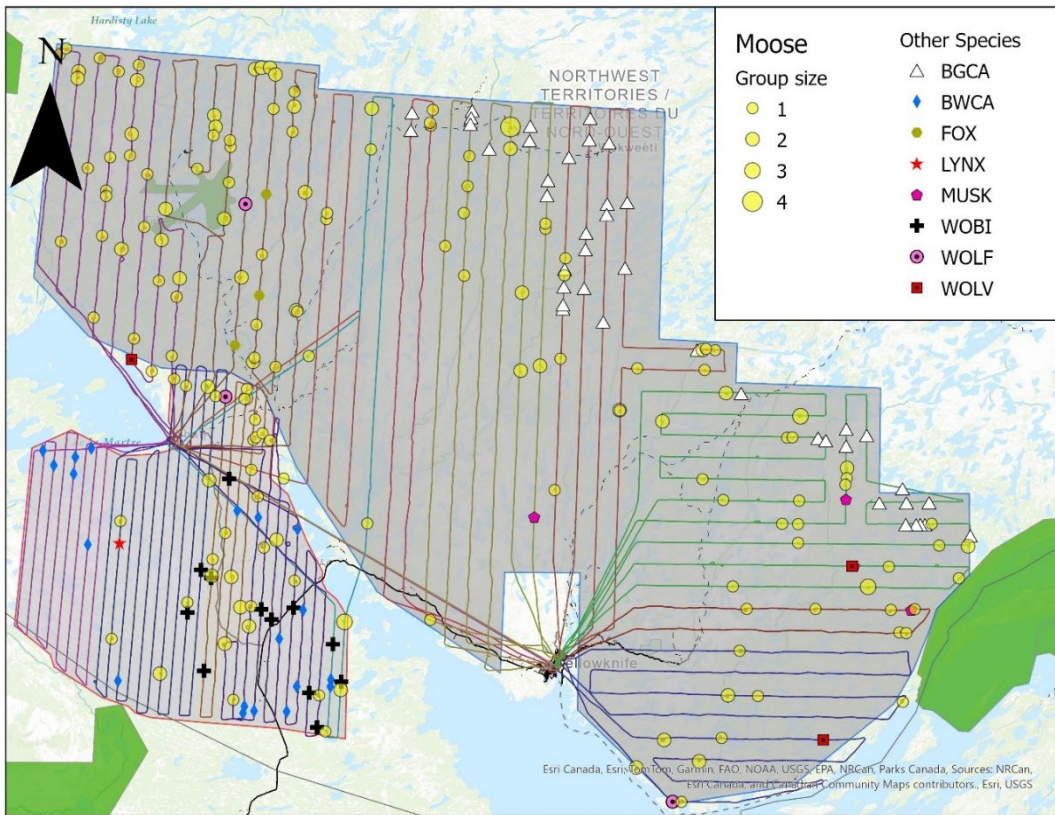 Hardisty Lake
N
NORTHWEST
TERRITORIES /
TERRITOIRES DU
NORD-OUEST
Moose
Group size
1
2
3
4
Other Species
BGCA
BWCA
FOX
LYNX
MUSK
WOBI
WOLF
WOLV
Esri Canada, Esri, TomTom, Garmin, FAO, NOAA, USGS, EPA, NRCan, Parks Canada, Sources: NRCan,
Esri Canada, and Canadian Community Maps contributors., Esri, USGS